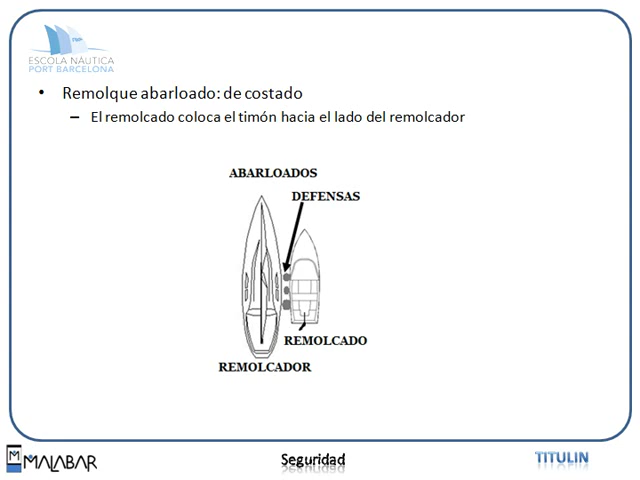 ESCOLA NÁUTICA
PORT BARCELONA
• Remolque abarloado: de costado
– El remolcado coloca el timón hacia el lado del remolcador
ABARLOADOS
DEFENSAS
REMOLCADO
REMOLCADOR
MALABAR
Seguridad
TITULIN